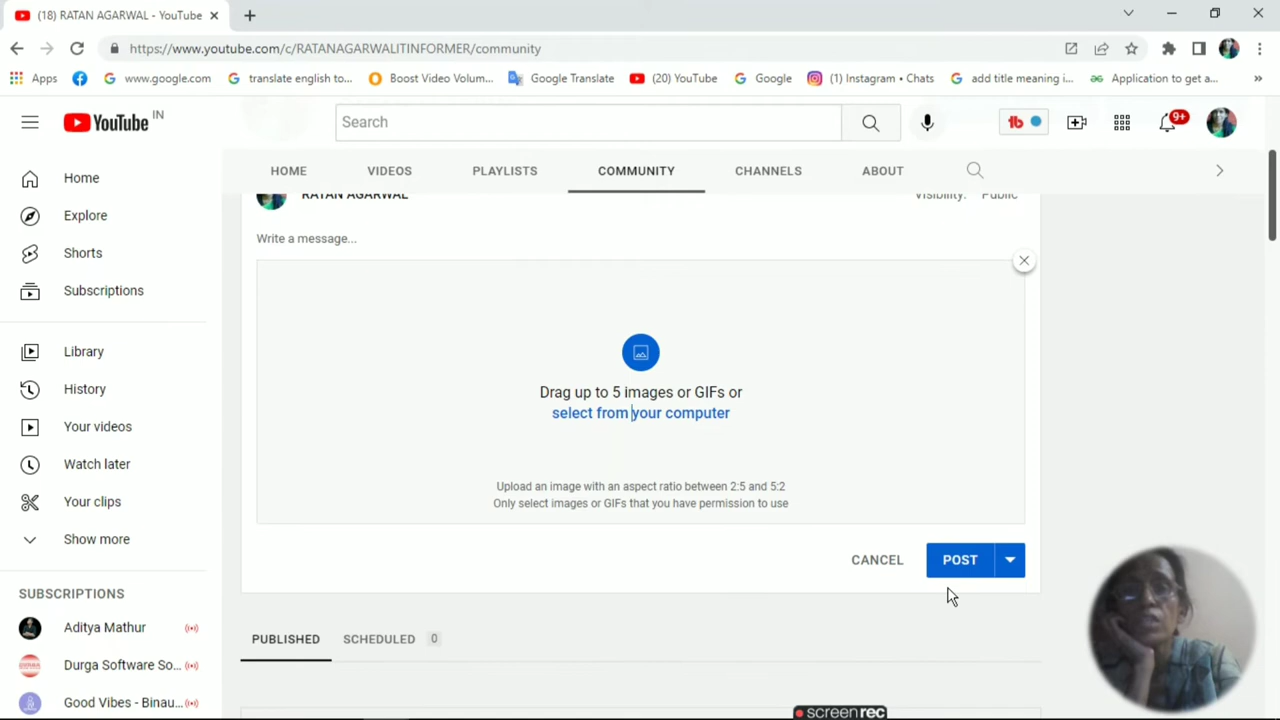 (18) RATAN AGARWAL - YouTube
https://www.youtube.com/c/RATANAGARWALITINFORMER/community
Apps
www.google.com
translate english to...
Boost Video Volum...
Google Translate
(20) YouTube
Google
(1) Instagram • Chats
add title meaning i...
Application to get a...
YouTube IN
Search
9+
HOME
VIDEOS
PLAYLISTS
COMMUNITY
CHANNELS
ABOUT
Home
Explore
Shorts
Subscriptions
Library
History
Your videos
Watch later
Your clips
Show more
SUBSCRIPTIONS
Aditya Mathur
Durga Software So...
Good Vibes - Binau...
RATAN AGARWAL
Visibility: Public
Write a message...
Drag up to 5 images or GIFs or
select from your computer
Upload an image with an aspect ratio between 2:5 and 5:2
Only select images or GIFs that you have permission to use
CANCEL
POST
PUBLISHED
SCHEDULED 0
screenrec